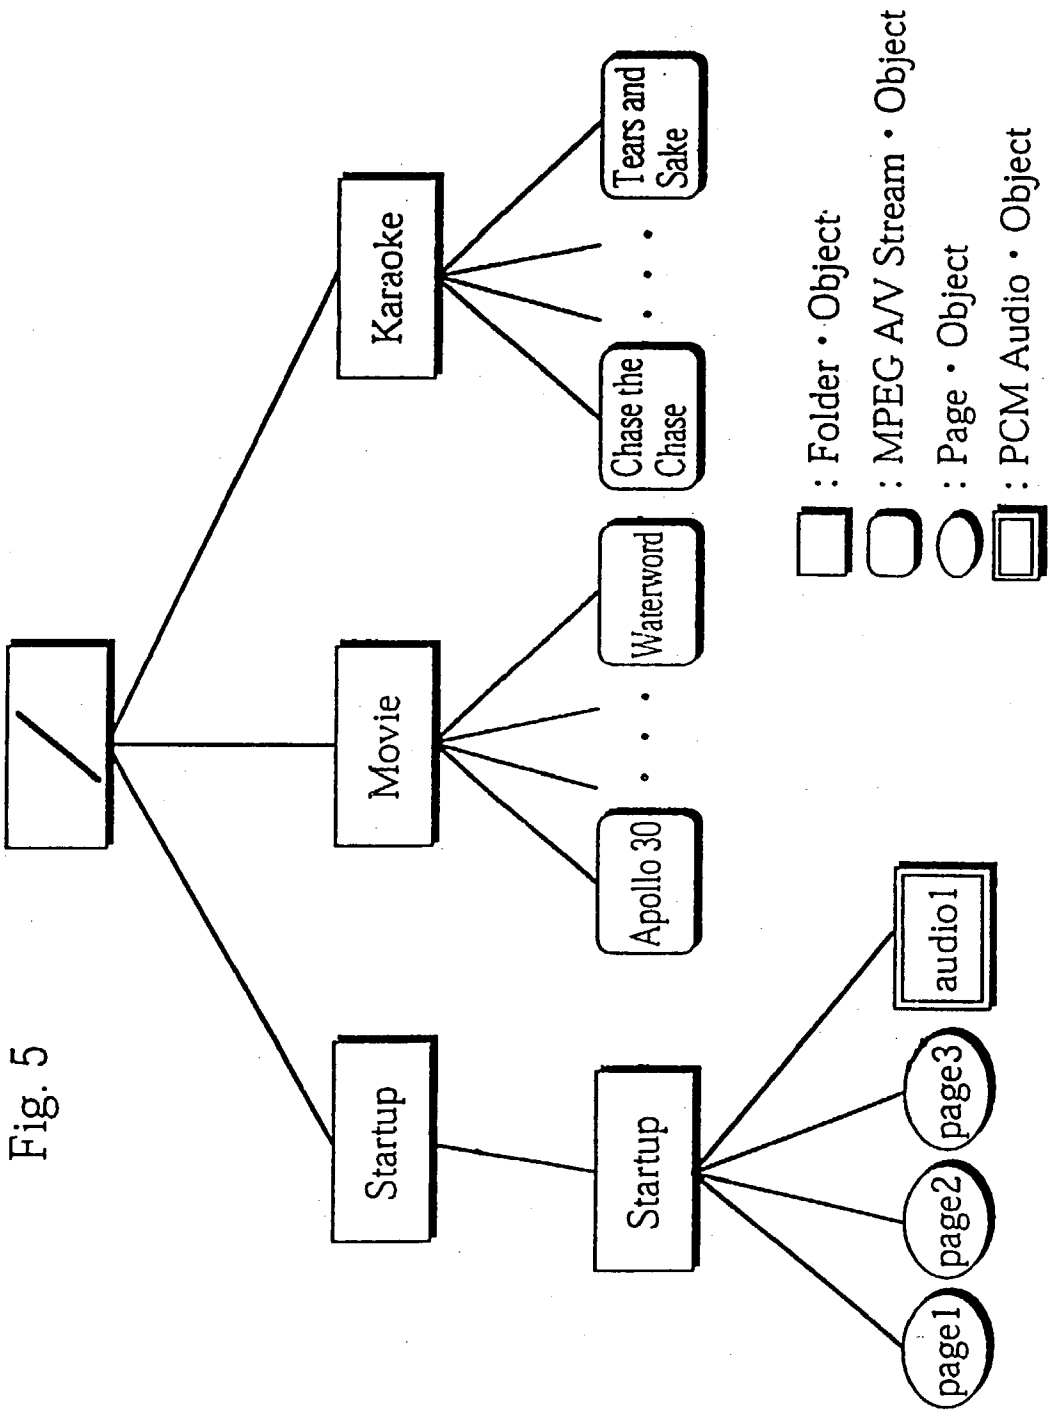 Fig. 5
/
Startup
Movie
Karaoke
Startup
Apollo 30
. . .
Waterword
Chase the
Chase
. . .
Tears and
Sake
page1
page2
page3
audio1
: Folder・Object
: MPEG A/V Stream・Object
: Page・Object
: PCM Audio・Object